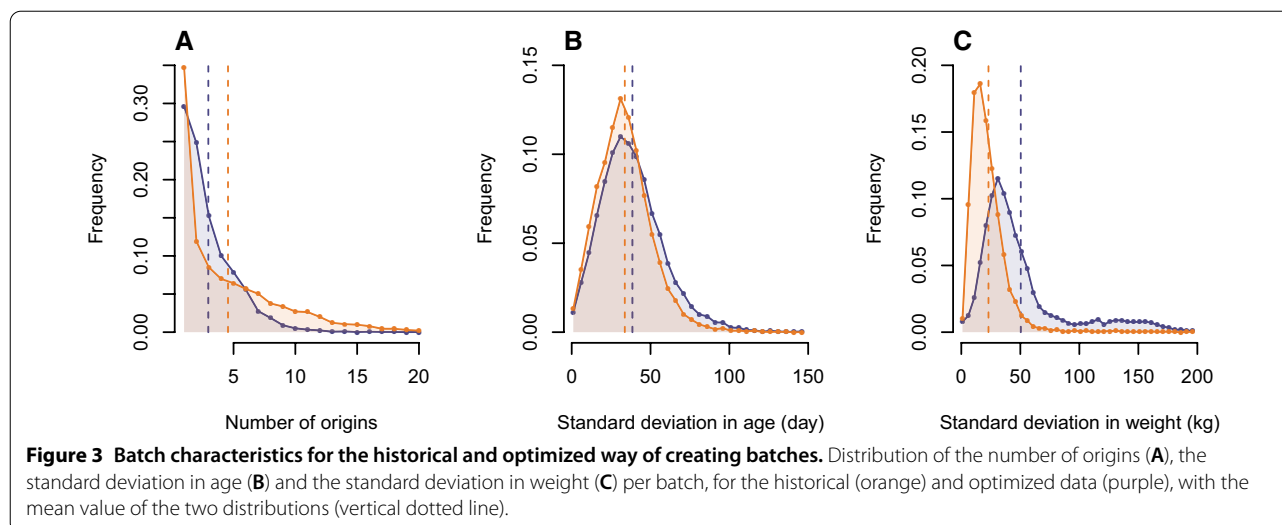 A
B
C
0.00
0.10
0.20
0.30
Frequency
5
10
15
20
Number of origins
0.00
0.05
0.10
0.15
Frequency
0
50
100
150
Standard deviation in age (day)
0.00
0.05
0.10
0.15
0.20
Frequency
0
50
100
150
200
Standard deviation in weight (kg)
Figure 3 Batch characteristics for the historical and optimized way of creating batches. Distribution of the number of origins (A), the
standard deviation in age (B) and the standard deviation in weight (C) per batch, for the historical (orange) and optimized data (purple), with the
mean value of the two distributions (vertical dotted line).